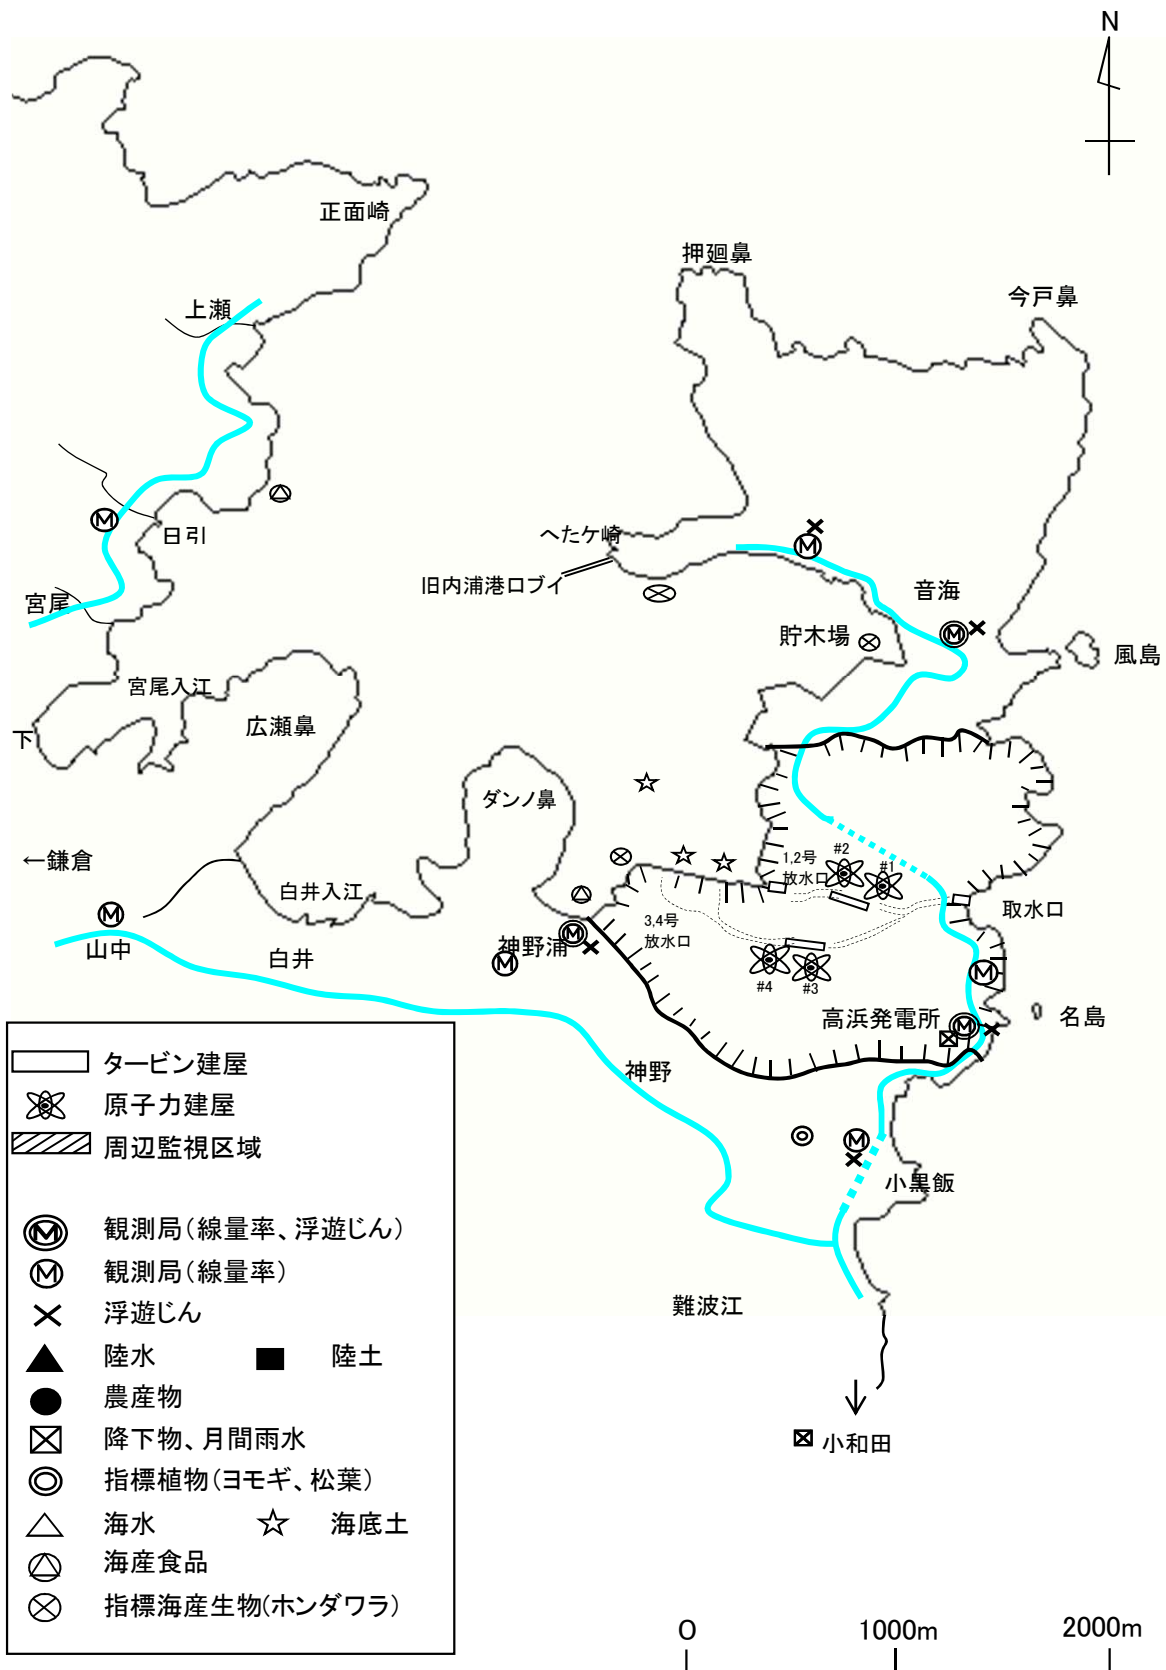 N
正面崎
押廻鼻
今戸鼻
上瀬
日引
へたケ崎
旧内浦港口ブイ
音海
宮尾
貯木場
風島
宮尾入江
広瀬鼻
下
ダンノ鼻
←鎌倉
白井入江
#2
#1
1,2号
放水口
取水口
3,4号
放水口
山中
白井
神野浦
#4
#3
高浜発電所
名島
神野
小黒飯
難波江
小和田
タービン建屋
原子力建屋
周辺監視区域
M 観測局（線量率、浮遊じん）
M 観測局（線量率）
浮遊じん
陸水 陸土
農産物
降下物、月間雨水
指標植物（ヨモギ、松葉）
海水 海底土
海産食品
指標海産生物(ホンダワラ）
O 1000m 2000m